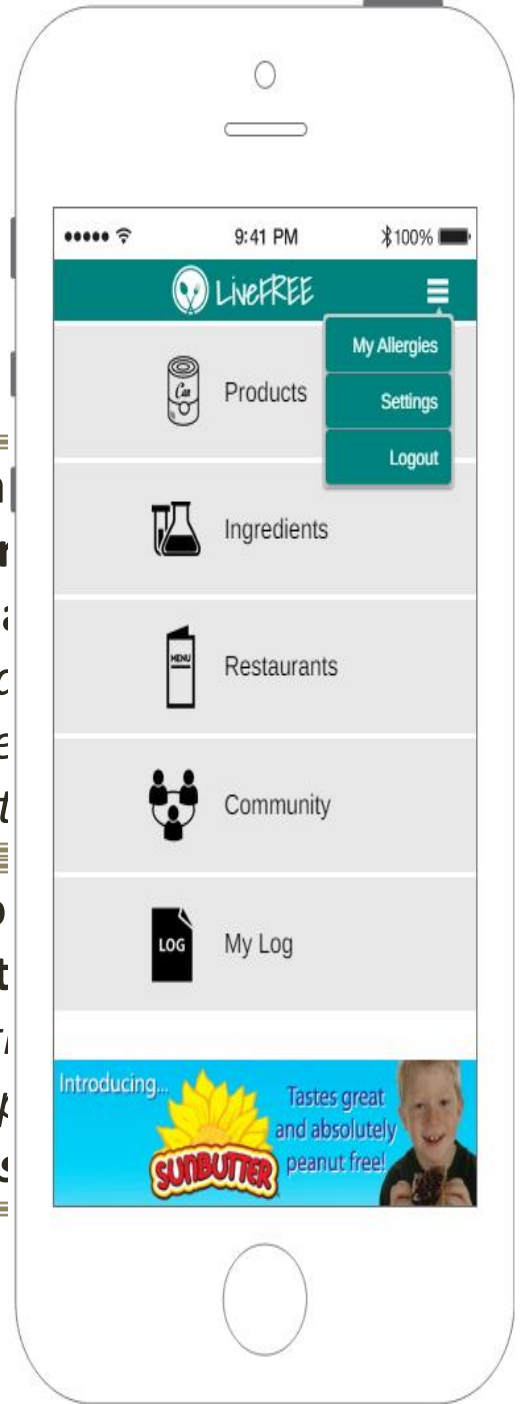 9:41 PM 100%
LiveFREE
My Allergies
Settings
Logout
Can
Products
Ingredients
MENU
Restaurants
Community
LOG
My Log
Introducing...
SUNBUTTER
Tastes great
and absolutely
peanut free!